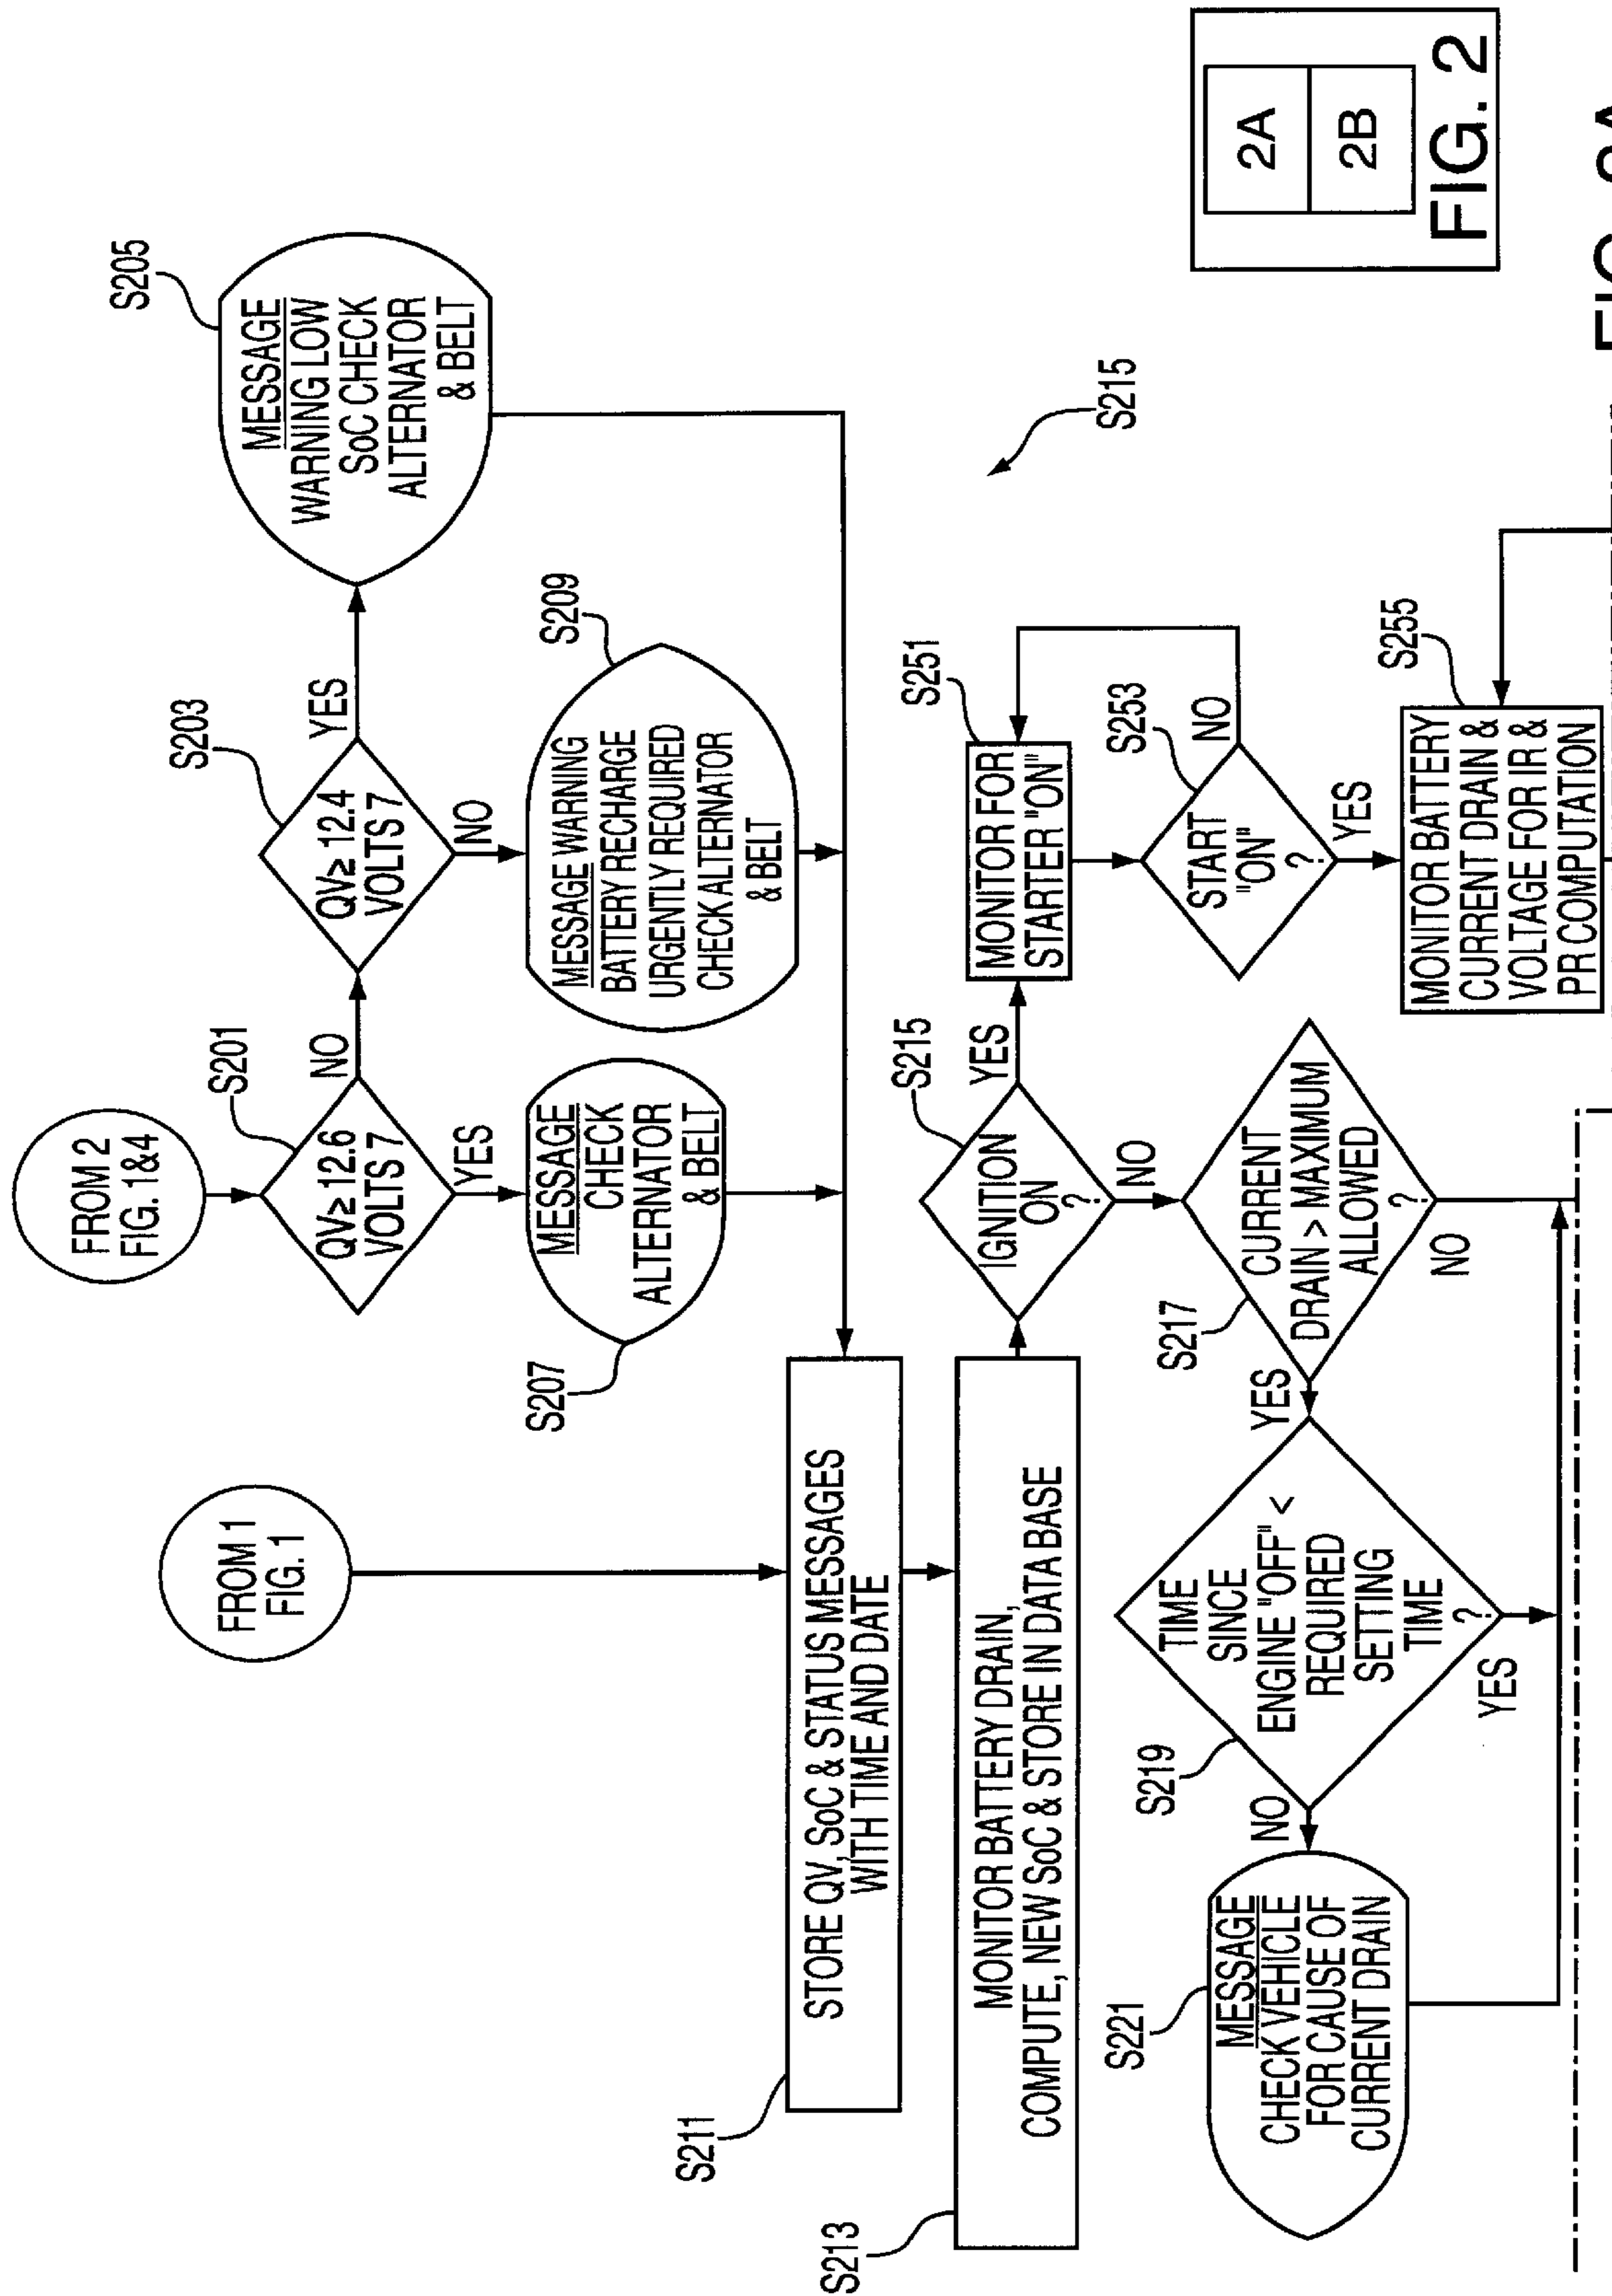 FROM 2
FIG. 1&4
S201
QV≥ 12.6
VOLTS 7
NO
YES
S203
QV≥ 12.4
VOLTS 7
YES
NO
S205
MESSAGE
WARNING LOW
SoC CHECK
ALTERNATOR
& BELT
FROM 1
FIG. 1
S207
MESSAGE
CHECK
ALTERNATOR
& BELT
S209
MESSAGE WARNING
BATTERY RECHARGE
URGENTLY REQUIRED
CHECK ALTERNATOR
& BELT
S211
STORE QV, SoC & STATUS MESSAGES
WITH TIME AND DATE
S213
MONITOR BATTERY DRAIN,
COMPUTE, NEW SoC & STORE IN DATA BASE
S215
IGNITION
ON
?
YES
NO
S251
MONITOR FOR
STARTER "ON"
S215
S253
START
"ON"
?
NO
YES
S217
CURRENT
DRAIN > MAXIMUM
ALLOWED
?
YES
NO
S219
TIME
SINCE
ENGINE "OFF" <
REQUIRED
SETTING
TIME
?
NO
YES
S221
MESSAGE
CHECK VEHICLE
FOR CAUSE OF
CURRENT DRAIN
S255
MONITOR BATTERY
CURRENT DRAIN &
VOLTAGE FOR IR &
PR COMPUTATION
2A
2B
FIG. 2